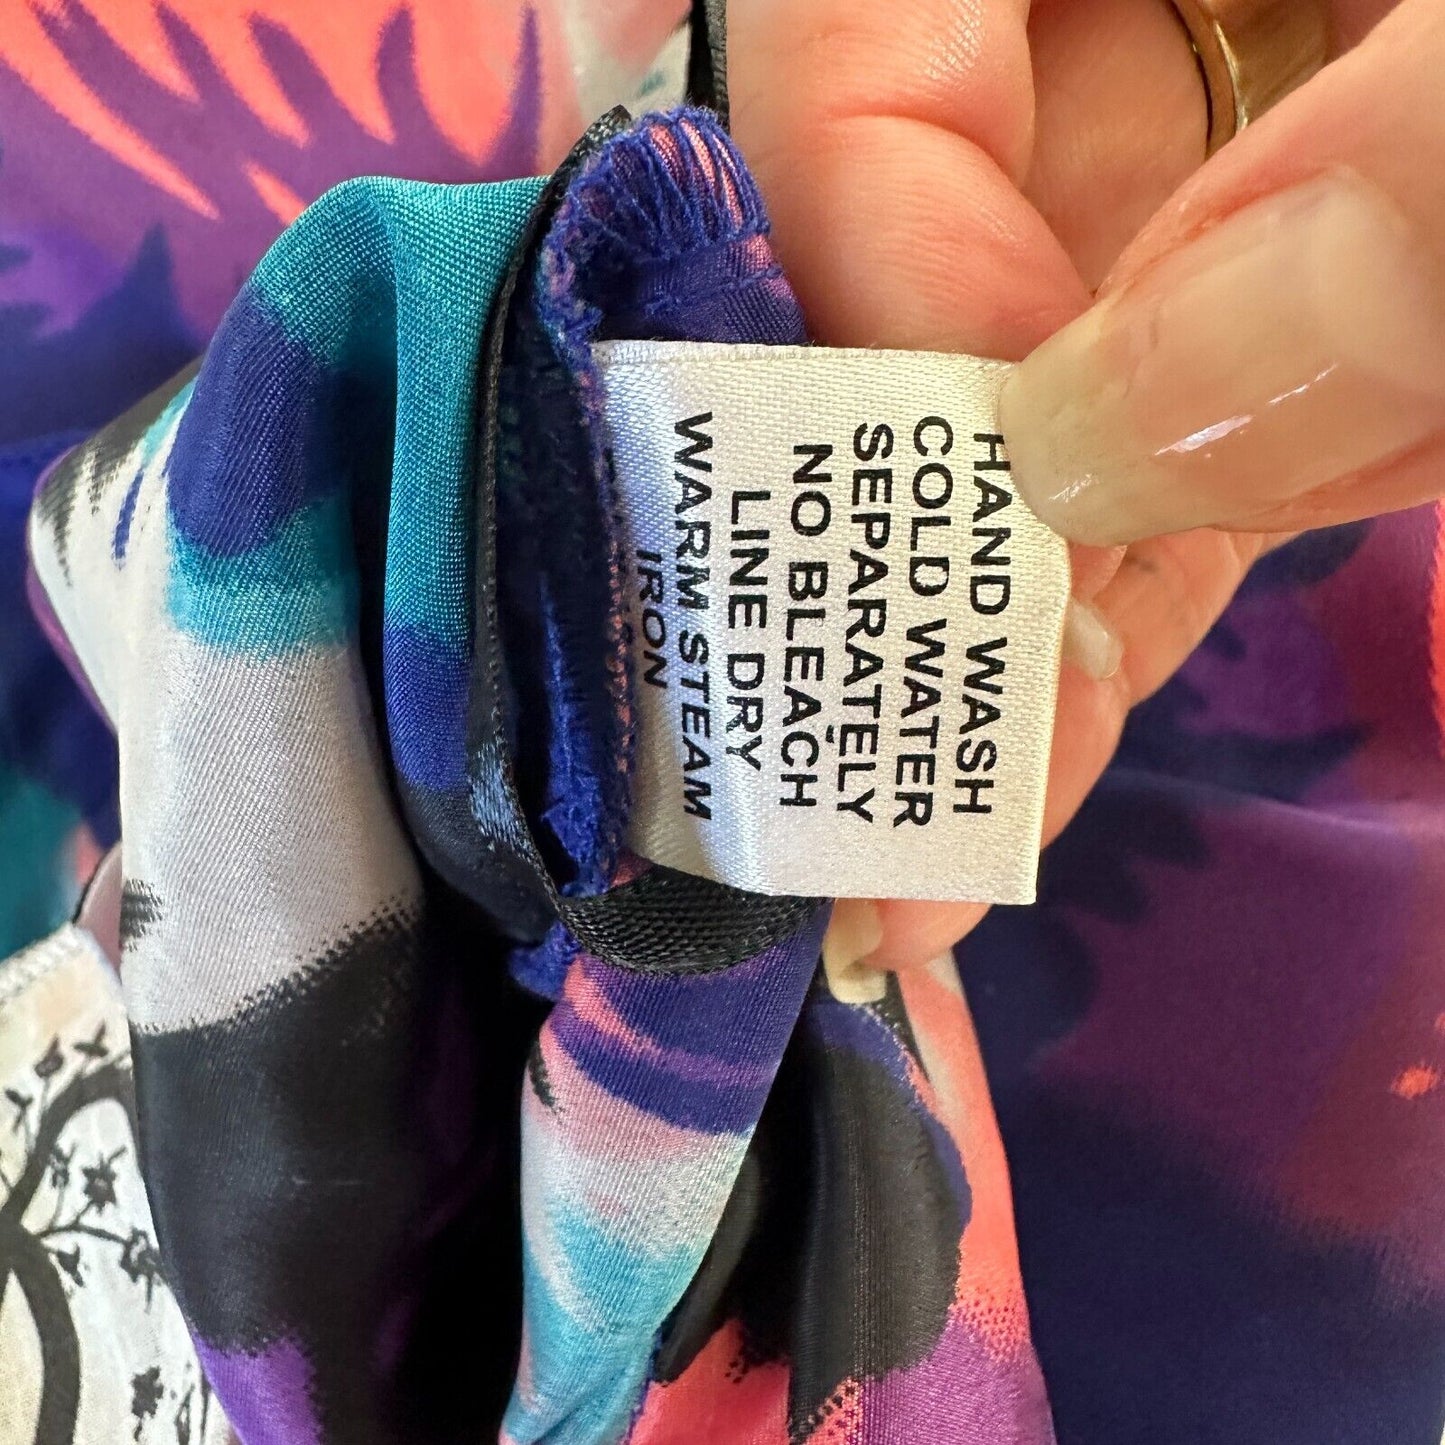 HAND WASH
COLD WATER
SEPARATELY
NO BLEACH
LINE DRY
WARM STEAM
IRON